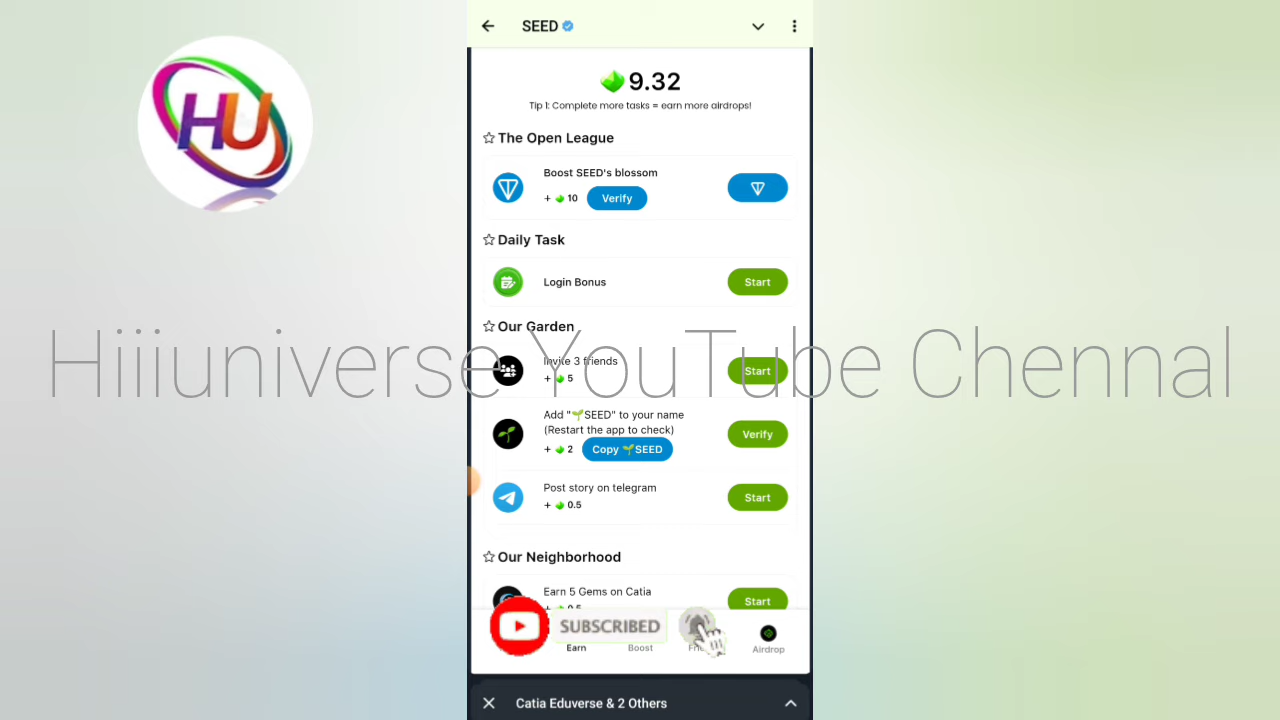 SEED
HU
9.32
Tip 1: Complete more tasks = earn more airdrops!
The Open League
Boost SEED's blossom
+ 10 Verify
Daily Task
Login Bonus
Start
Our Garden
Hiiiuniverse YouTube Chennal
Invite 3 friends
+ 5
Start
Add "🌱SEED" to your name
(Restart the app to check)
+ 2 Copy 🌱SEED
Verify
Post story on telegram
+ 0.5
Start
Our Neighborhood
Earn 5 Gems on Catia
+ 0.5
Start
SUBSCRIBED
Earn
Boost
Airdrop
Catia Eduverse & 2 Others